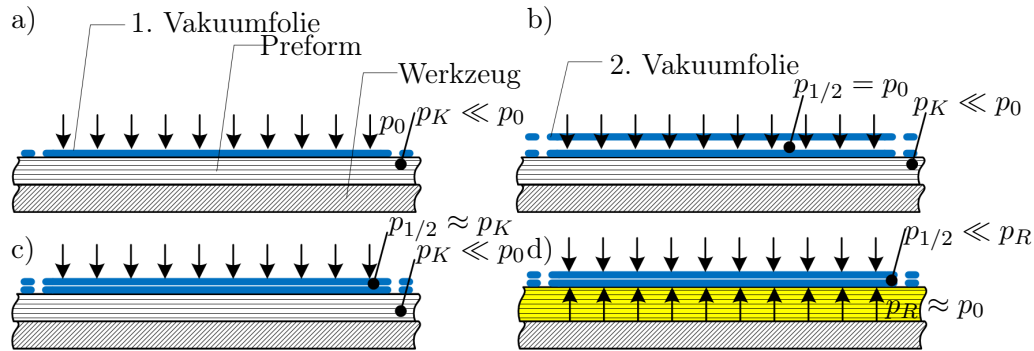 a)
1. Vakuumfolie
Preform
Werkzeug
p_0
p_K ≪ p_0
b)
2. Vakuumfolie
p_{1/2} = p_0
p_K ≪ p_0
c)
p_{1/2} ≈ p_K
p_K ≪ p_0
d)
p_{1/2} ≪ p_R
p_R ≈ p_0